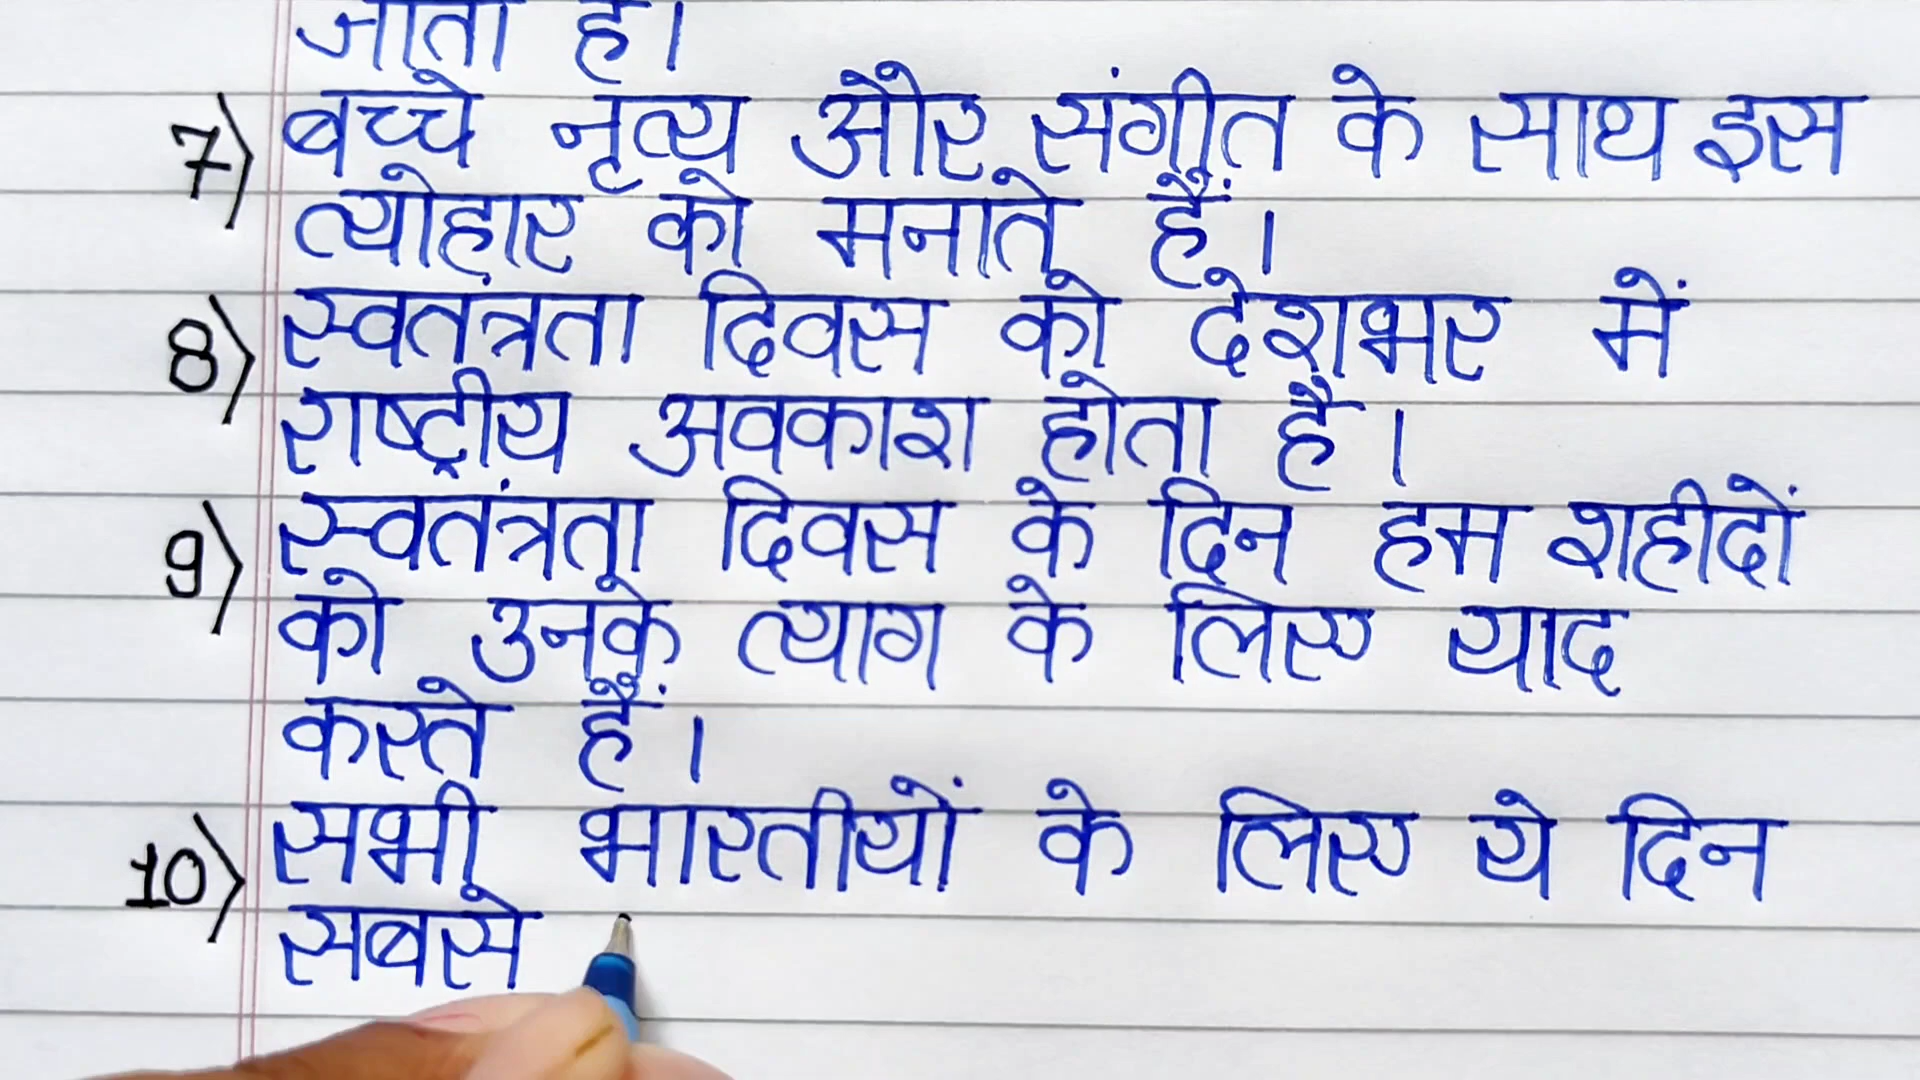 जाता है।
7) बच्चे नृत्य और संगीत के साथ इस
त्योहार को मनाते हैं।
8) स्वतंत्रता दिवस को देशभर में
राष्ट्रीय अवकाश होता है।
9) स्वतंत्रता दिवस के दिन हम शहीदों
को उनके त्याग के लिए याद
करते हैं।
10) सभी भारतीयों के लिए ये दिन
सबसे